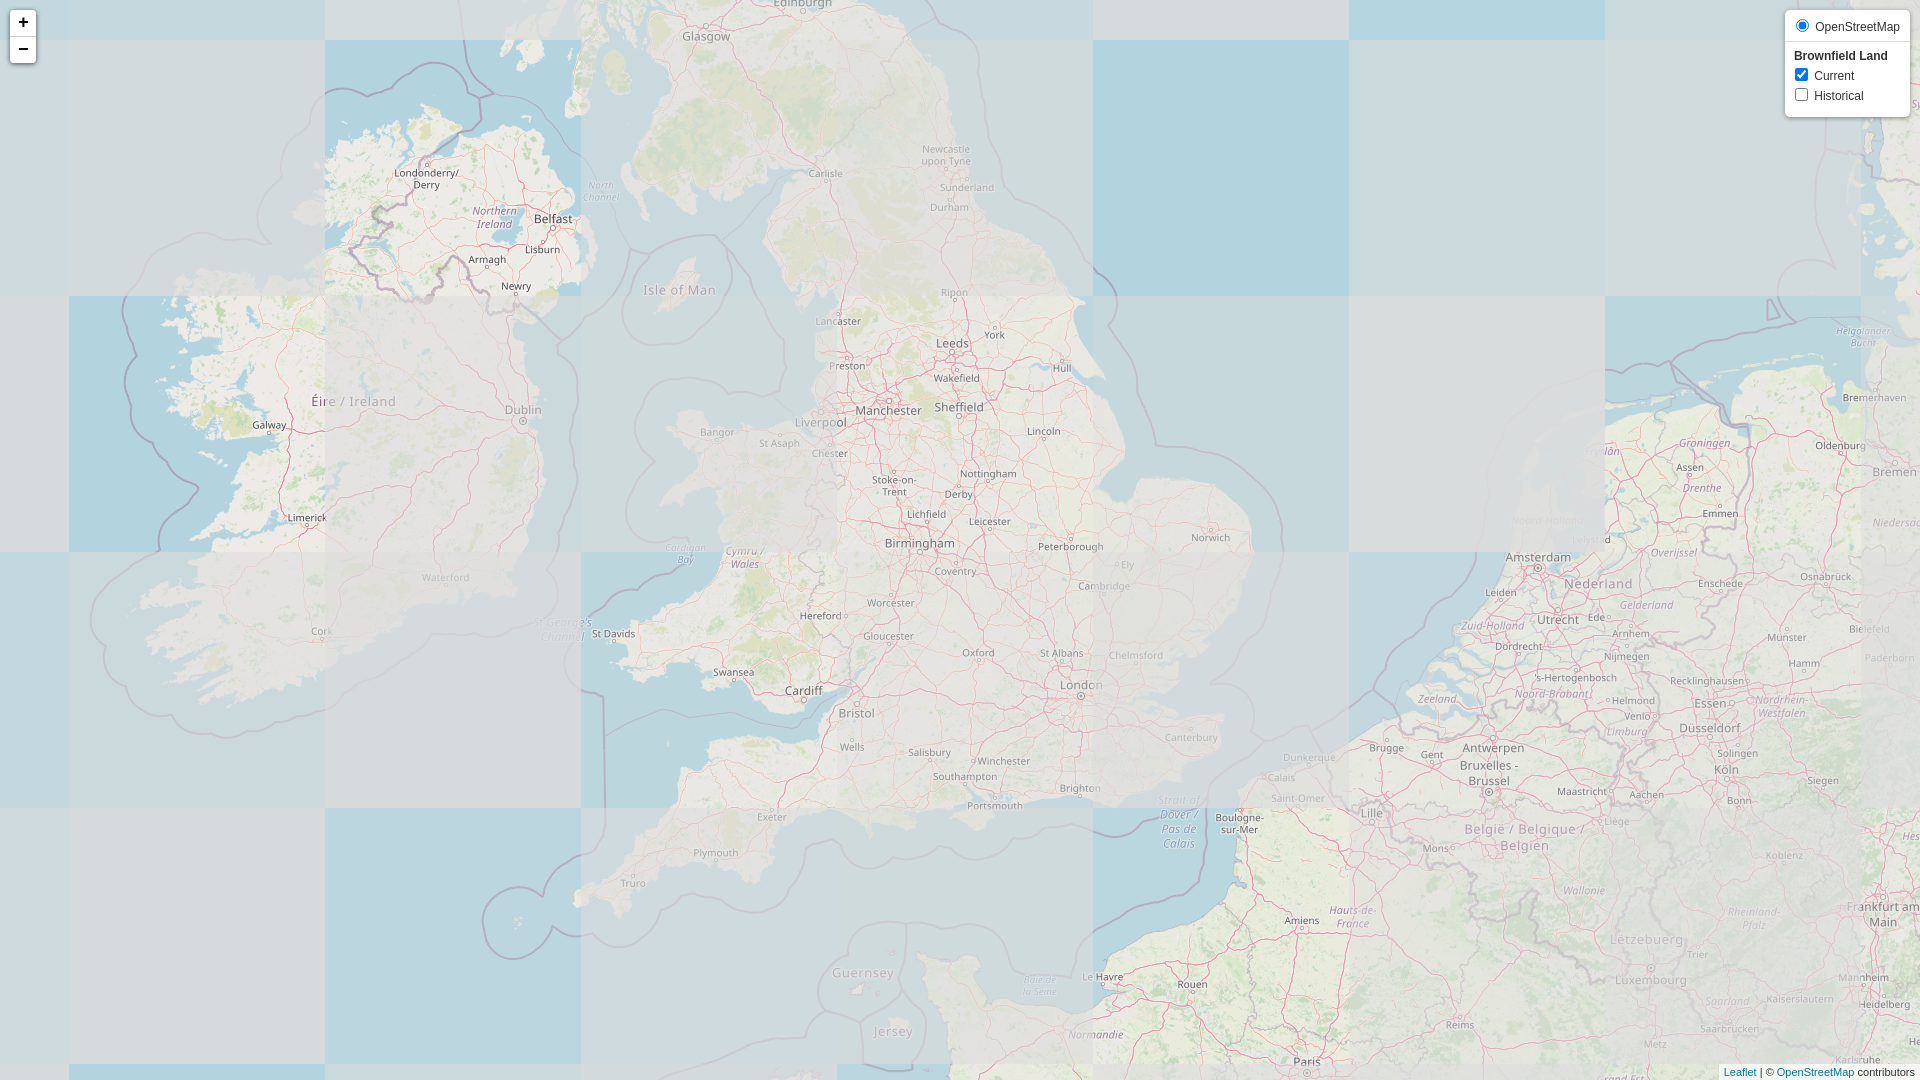 +
−
OpenStreetMap
Brownfield Land
Current
Historical
Edinburgh
Glasgow
Londonderry/
Derry
North
Channel
Newcastle
upon Tyne
Carlisle
Sunderland
Durham
Northern
Ireland
Belfast
Lisburn
Armagh
Newry
Isle of Man
Ripon
Lancaster
York
Leeds
Preston
Wakefield
Hull
Helgoländer
Bucht
Éire / Ireland
Dublin
Galway
Manchester
Sheffield
Liverpool
Bangor
St Asaph
Chester
Lincoln
Bremerhaven
Groningen
Oldenburg
Bremen
Assen
Drenthe
Stoke-on-
Trent
Nottingham
Derby
Emmen
Limerick
Lichfield
Leicester
Birmingham
Peterborough
Norwich
Cardigan
Bay
Cymru /
Wales
Amsterdam
Overijssel
Nederland
Enschede
Osnabrück
Coventry
Ely
Cambridge
Waterford
Leiden
Worcester
Hereford
Gelderland
Utrecht
Ede
Zuid-Holland
Arnhem
Münster
Bielefeld
Cork
St George's
Channel
St Davids
Gloucester
Oxford
St Albans
Chelmsford
Dordrecht
Nijmegen
Hamm
Paderborn
Swansea
Cardiff
London
's-Hertogenbosch
Recklinghausen
Zeeland
Noord-Brabant
Helmond
Essen
Nordrhein-
Westfalen
Bristol
Venlo
Düsseldorf
Limburg
Canterbury
Wells
Salisbury
Winchester
Brugge
Gent
Antwerpen
Bruxelles -
Brussel
Dunkerque
Calais
Solingen
Köln
Siegen
Southampton
Brighton
Maastricht
Aachen
Bonn
Portsmouth
Saint-Omer
Exeter
Strait of
Dover /
Pas de
Calais
Boulogne-
sur-Mer
Lille
België / Belgique /
Belgien
Liège
Mons
Koblenz
Plymouth
Truro
Wallonie
Amiens
Hauts-de-
France
Rheinland-
Pfalz
Frankfurt am
Main
Lëtzebuerg
Trier
Luxembourg
Guernsey
Le Havre
Baie de
la Seine
Rouen
Mannheim
Kaiserslautern
Saarland
Heidelberg
Jersey
Normandie
Reims
Saarbrücken
Metz
Paris
Karlsruhe
Leaflet | © OpenStreetMap contributors